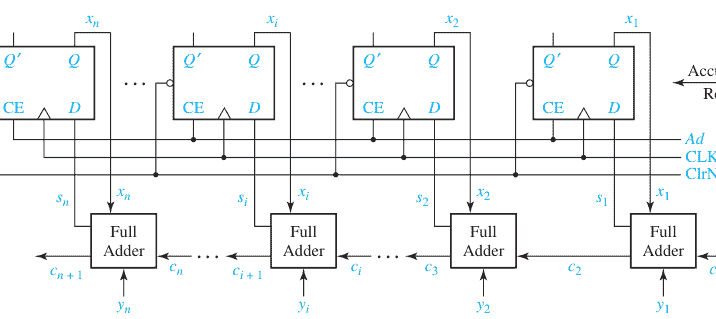 xₙ xᵢ x₂ x₁
Q′ Q Q′ Q Q′ Q Q′ Q
· · · · · ·
CE D CE D CE D CE D
Ad
CLK
ClrN
sₙ xₙ sᵢ xᵢ s₂ x₂ s₁ x₁
Full Full Full Full
Adder Adder Adder Adder
cₙ₊₁ cₙ · · · cᵢ₊₁ cᵢ · · · c₃ c₂
yₙ yᵢ y₂ y₁